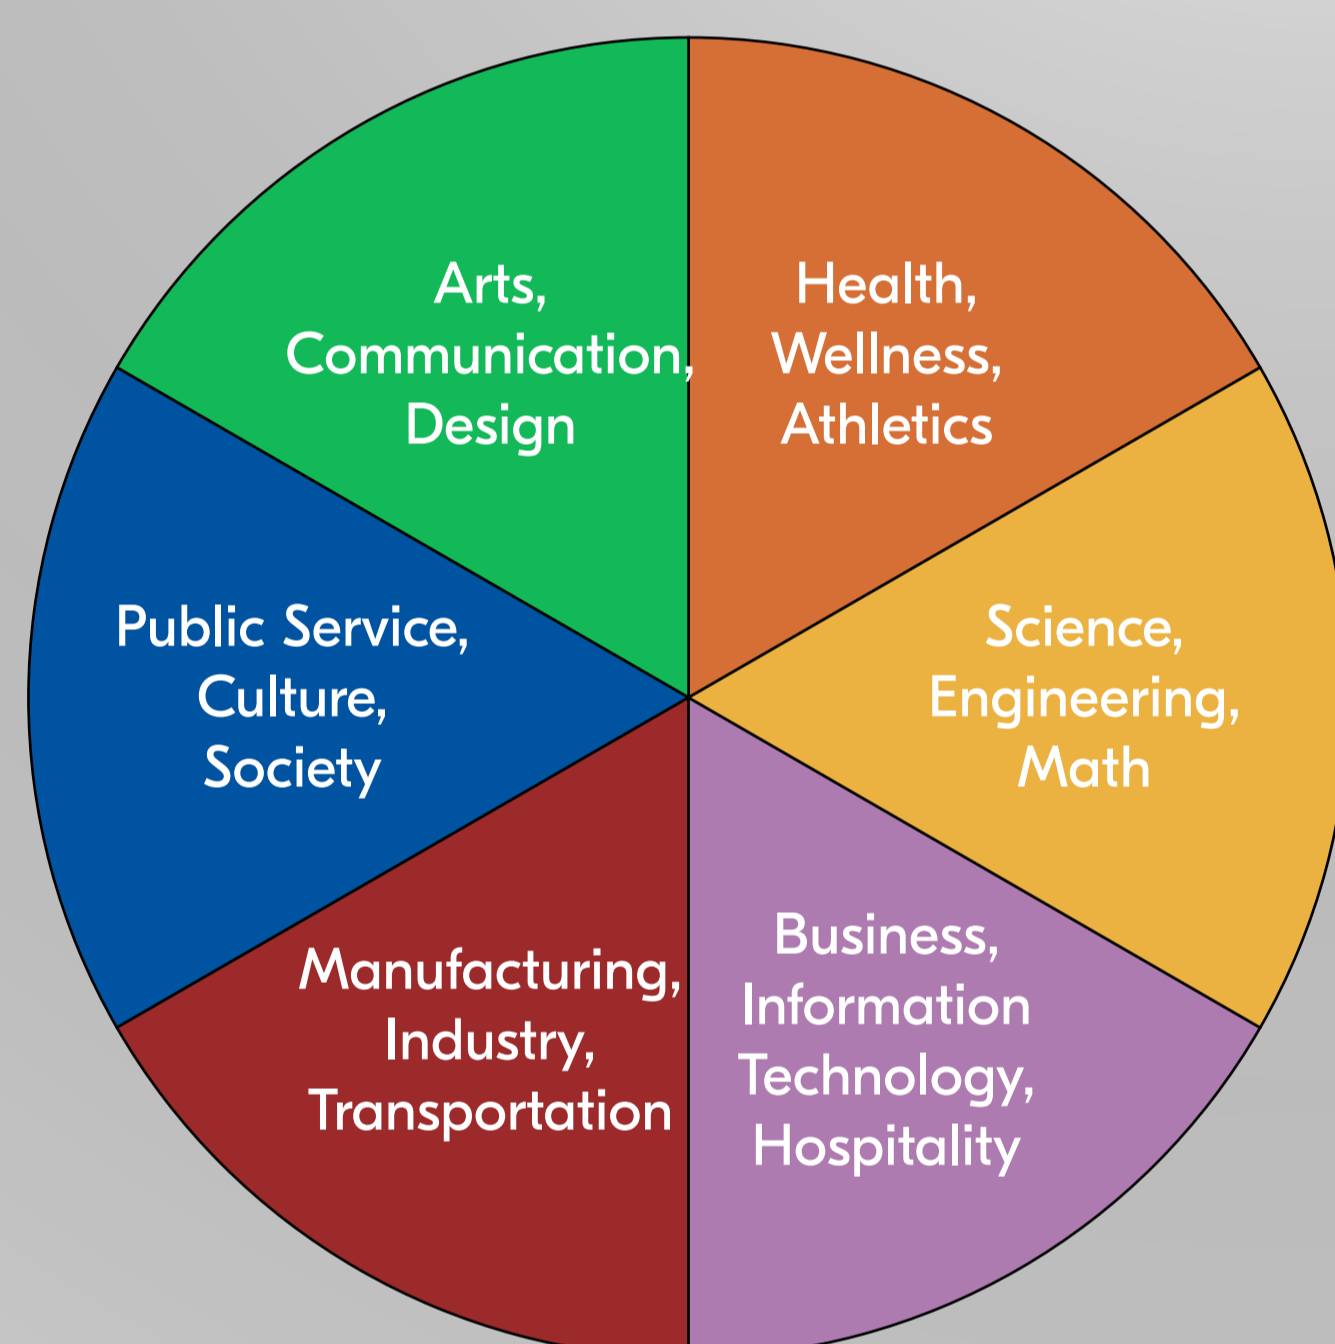 Arts,
Communication,
Design
Health,
Wellness,
Athletics
Public Service,
Culture,
Society
Science,
Engineering,
Math
Manufacturing,
Industry,
Transportation
Business,
Information
Technology,
Hospitality